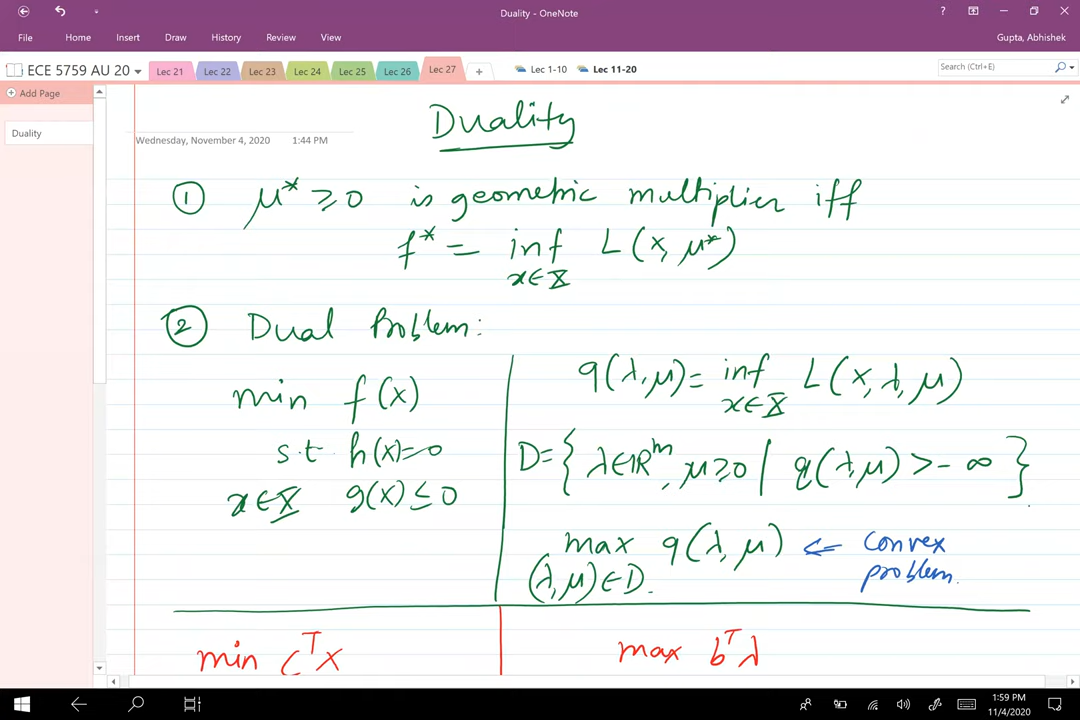 Duality - OneNote
File Home Insert Draw History Review View
Gupta, Abhishek
ECE 5759 AU 20
Lec 21 Lec 22 Lec 23 Lec 24 Lec 25 Lec 26 Lec 27
Lec 1-10 Lec 11-20
Search (Ctrl+E)
Add Page
Duality
Duality
Wednesday, November 4, 2020 1:44 PM
① μ* ≥ 0 is geometric multiplier iff
f* = inf L(x, μ*)
x∈X
② Dual Problem:
min f(x)
s.t h(x)=0
x∈X g(x) ≤ 0
q(λ,μ) = inf L(x, λ, μ)
x∈X
D = { λ∈ℝᵐ, μ≥0 | q(λ,μ) > -∞ }
max q(λ,μ) ⇐ convex
(λ,μ)∈D. problem.
min cᵀx
max bᵀλ
1:59 PM
11/4/2020